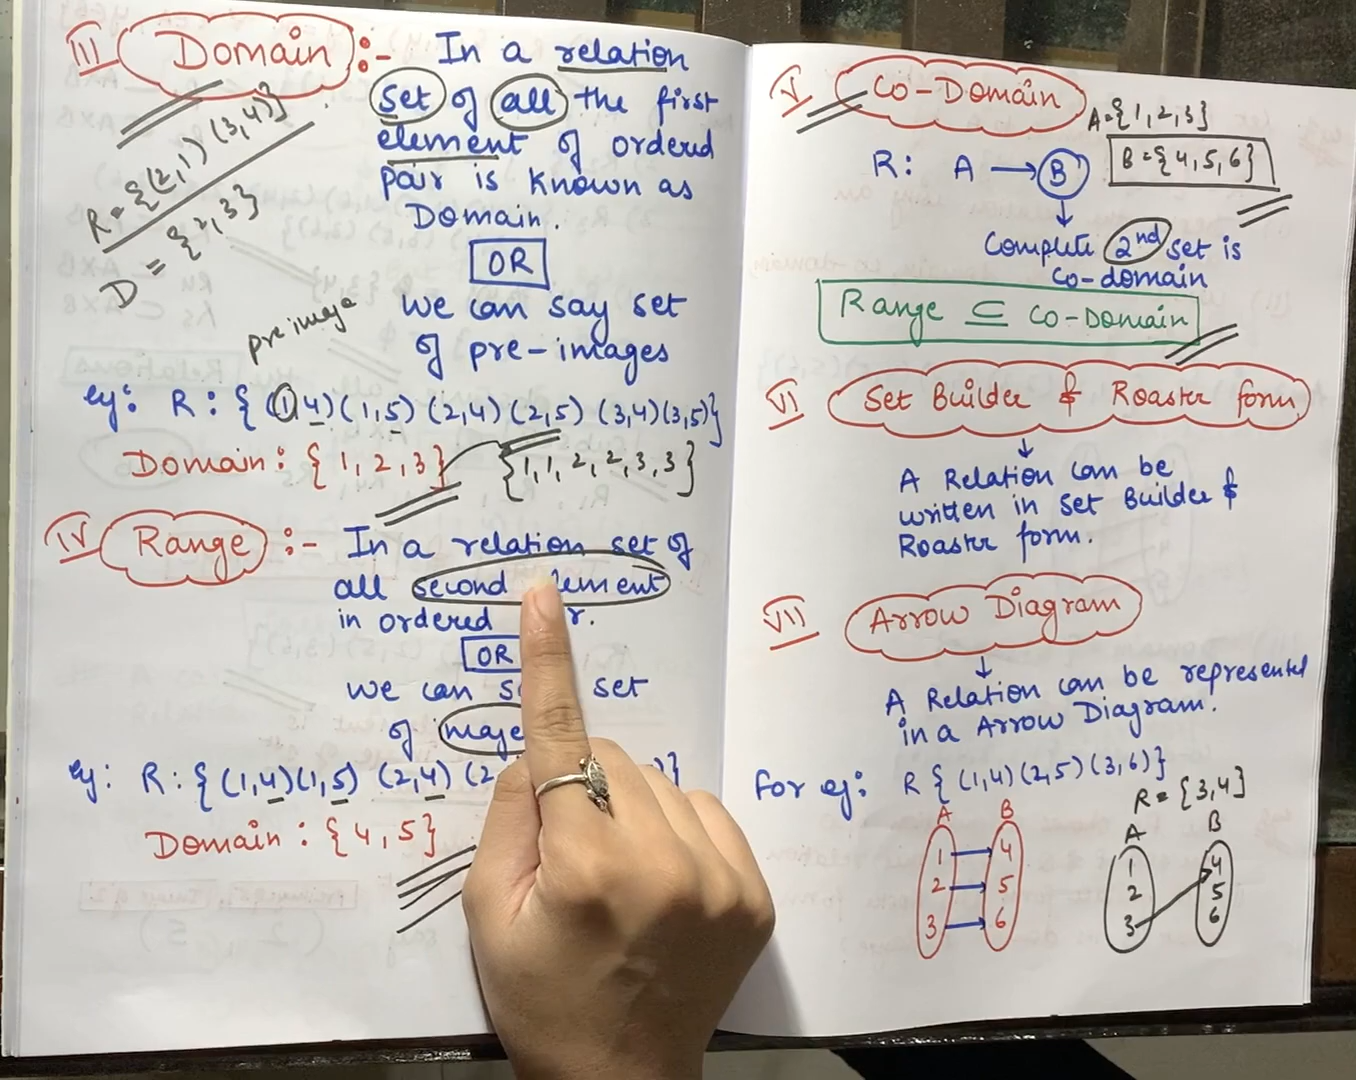 III Domain :- In a relation
set of all the first
element of ordered
pair is known as
Domain.
OR
we can say set
of pre-images
R = {(2,1) (3,4)}
D = {2,3}
pre image
eg: R : { (1,4) (1,5) (2,4) (2,5) (3,4) (3,5)}
Domain : { 1, 2, 3} {1, 1, 2, 2, 3, 3}
IV Range :- In a relation set of
all second element
in ordered
OR
we can set
of image
eg: R : { (1,4) (1,5) (2,4) (2
Domain : {4, 5}
V Co-Domain
A={1,2,3}
R: A → B B={4,5,6}
↓
Complete 2nd set is
Co-domain
Range ⊆ Co-Domain
VI Set Builder & Roaster form
↓
A Relation can be
written in Set Builder &
Roaster form.
VII Arrow Diagram
↓
A Relation can be represented
in a Arrow Diagram.
for eg: R { (1,4) (2,5) (3,6)}
R = {3,4}
A B A B
1 4 1 4
2 5 2 5
3 6 3 6